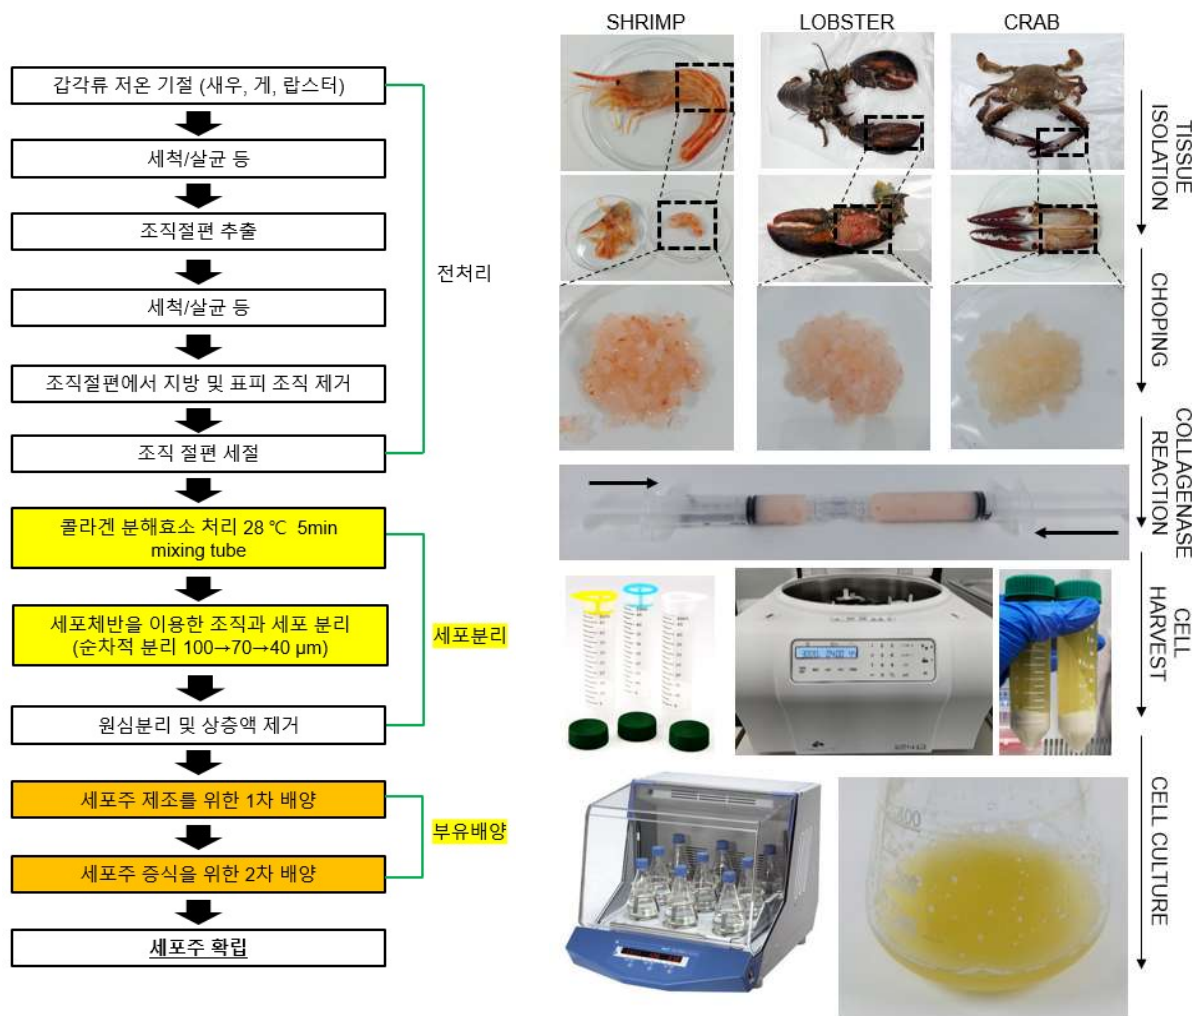 갑각류 저온 기절 (새우, 게, 랍스터)
세척/살균 등
조직절편 추출
세척/살균 등
조직절편에서 지방 및 표피 조직 제거
조직 절편 세절
전처리
콜라겐 분해효소 처리 28 ℃ 5min
mixing tube
세포체반을 이용한 조직과 세포 분리
(순차적 분리 100→70→40 µm)
원심분리 및 상층액 제거
세포분리
세포주 제조를 위한 1차 배양
세포주 증식을 위한 2차 배양
부유배양
세포주 확립
SHRIMP
LOBSTER
CRAB
TISSUE
ISOLATION
CHOPING
COLLAGENASE
REACTION
CELL
HARVEST
CELL CULTURE